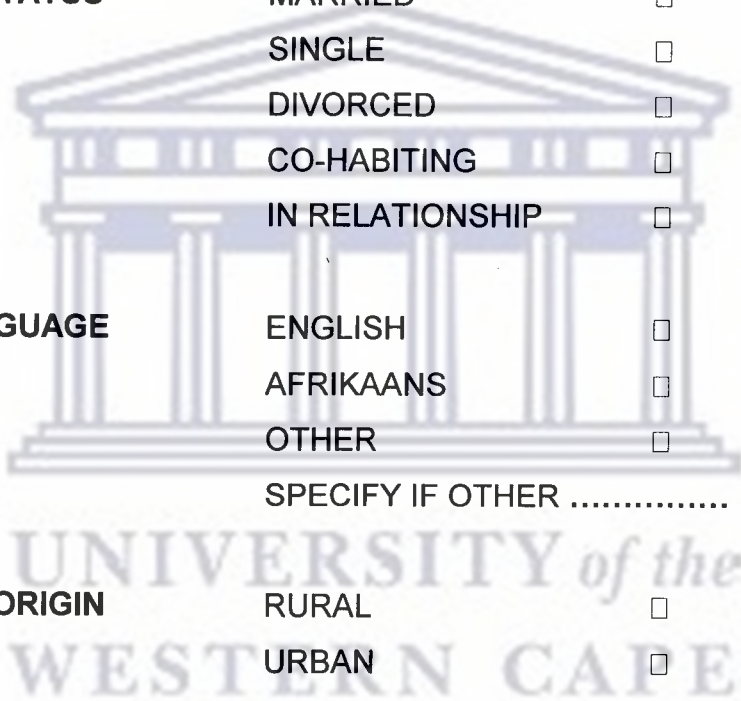 MARRIED □
SINGLE □
DIVORCED □
CO-HABITING □
IN RELATIONSHIP □
GUAGE ENGLISH □
AFRIKAANS □
OTHER □
SPECIFY IF OTHER ...............
ORIGIN RURAL □
URBAN □
UNIVERSITY of the
WESTERN CAPE